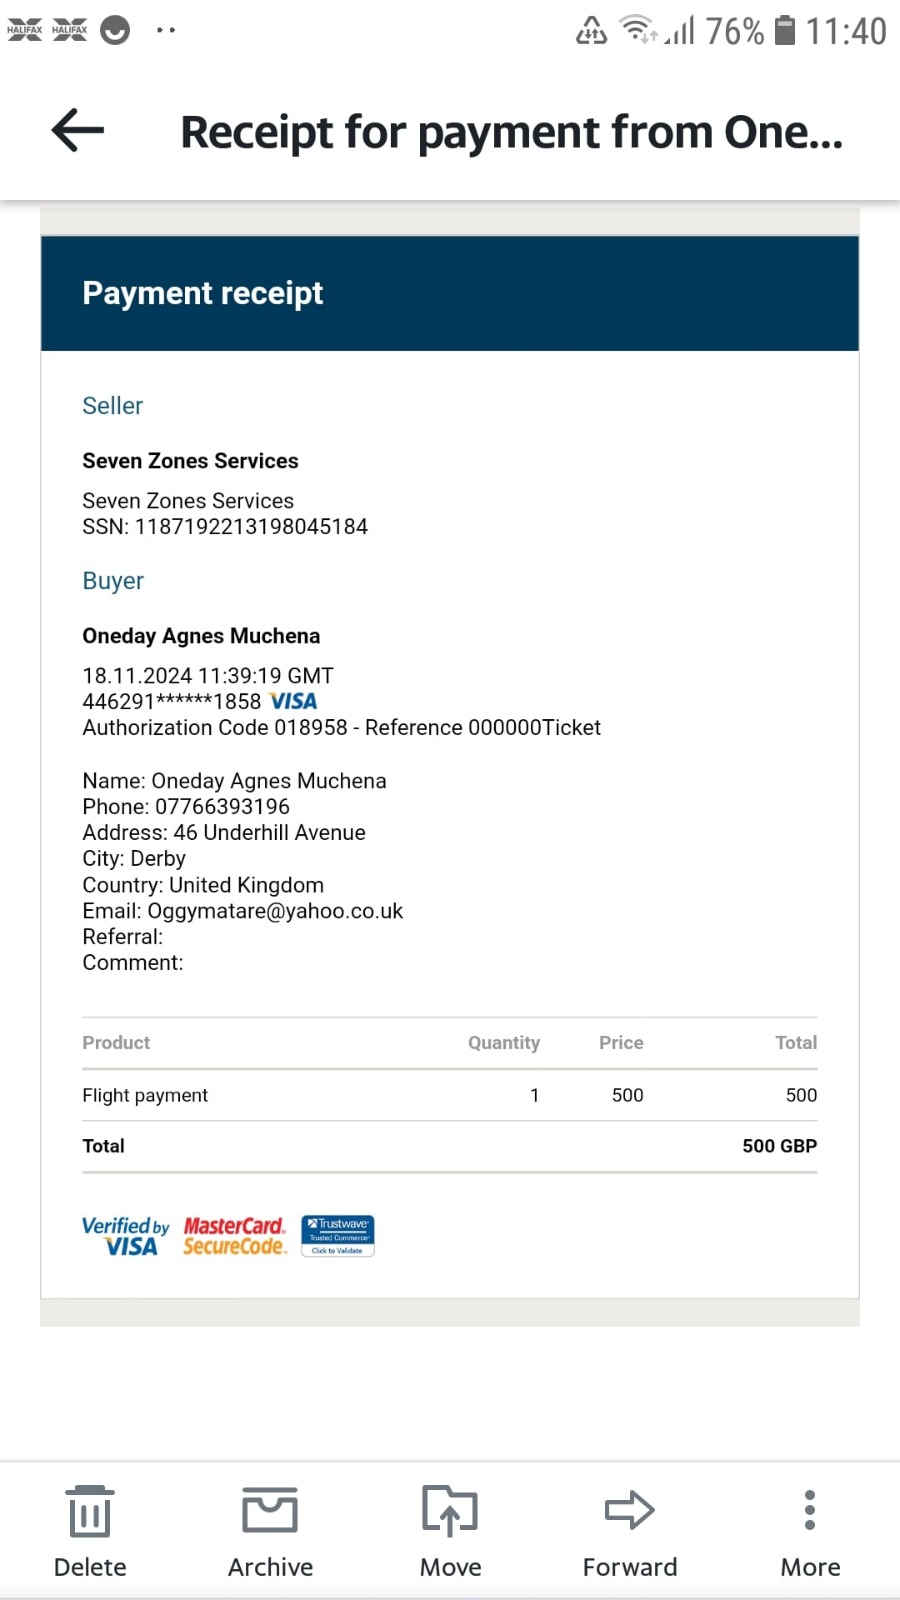 HALIFAX HALIFAX 76% 11:40
Receipt for payment from One...
Payment receipt
Seller
Seven Zones Services
Seven Zones Services
SSN: 1187192213198045184
Buyer
Oneday Agnes Muchena
18.11.2024 11:39:19 GMT
446291******1858 VISA
Authorization Code 018958 - Reference 000000Ticket
Name: Oneday Agnes Muchena
Phone: 07766393196
Address: 46 Underhill Avenue
City: Derby
Country: United Kingdom
Email: Oggymatare@yahoo.co.uk
Referral:
Comment:
Product Quantity Price Total
Flight payment 1 500 500
Total 500 GBP
Verified by VISA
MasterCard. SecureCode.
Trustwave
Trusted Commerce
Click to Validate
Delete Archive Move Forward More